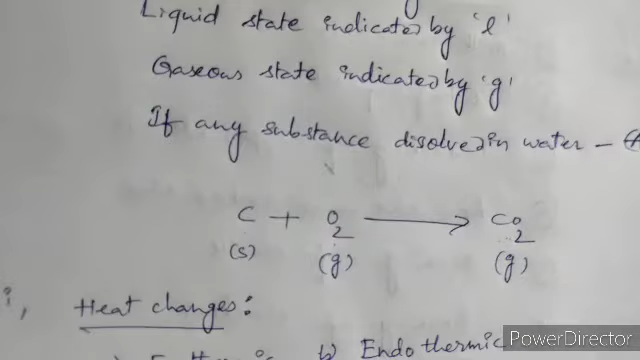 Liquid state indicated by 'l'
Gaseous state indicated by 'g'
If any substance disolved in water -
C + O2 → CO2
(s) (g) (g)
Heat changes:
b) Endothermic
PowerDirector